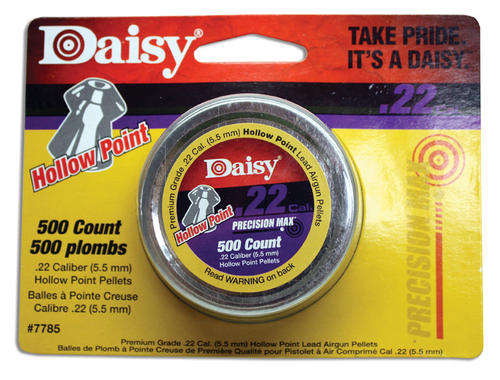 Daisy®
TAKE PRIDE.
IT'S A DAISY.
.22
Hollow Point
500 Count
500 plombs
.22 Caliber (5.5 mm)
Hollow Point Pellets
Balles à Pointe Creuse
Calibre .22 (5.5 mm)
#7785
Premium Grade .22 Cal. (5.5 mm) Hollow Point Lead Airgun Pellets
Daisy®
.22 Cal.
PRECISION MAX™
Hollow Point
500 Count
.22 Caliber (5.5 mm)
Hollow Point Pellets
Read WARNING on back
PRECISION MAX
Premium Grade .22 Cal. (5.5 mm) Hollow Point Lead Airgun Pellets
Balles de Plomb à Pointe Creuse de Première Qualité pour Pistolet à Air Comprimé Cal .22 (5.5 mm)